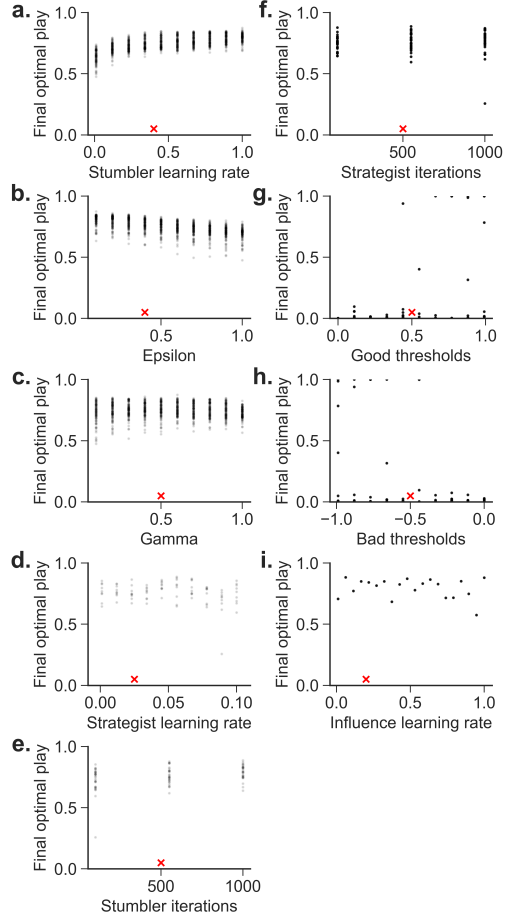 a.
Final optimal play
1.0
0.5
0.0
0.0 0.5 1.0
Stumbler learning rate
f.
Final optimal play
1.0
0.5
0.0
500 1000
Strategist iterations
b.
Final optimal play
1.0
0.5
0.0
0.5 1.0
Epsilon
g.
Final optimal play
1.0
0.5
0.0
0.0 0.5 1.0
Good thresholds
c.
Final optimal play
1.0
0.5
0.0
0.5 1.0
Gamma
h.
Final optimal play
1.0
0.5
0.0
−1.0 −0.5 0.0
Bad thresholds
d.
Final optimal play
1.0
0.5
0.0
0.00 0.05 0.10
Strategist learning rate
i.
Final optimal play
1.0
0.5
0.0
0.0 0.5 1.0
Influence learning rate
e.
Final optimal play
1.0
0.5
0.0
500 1000
Stumbler iterations